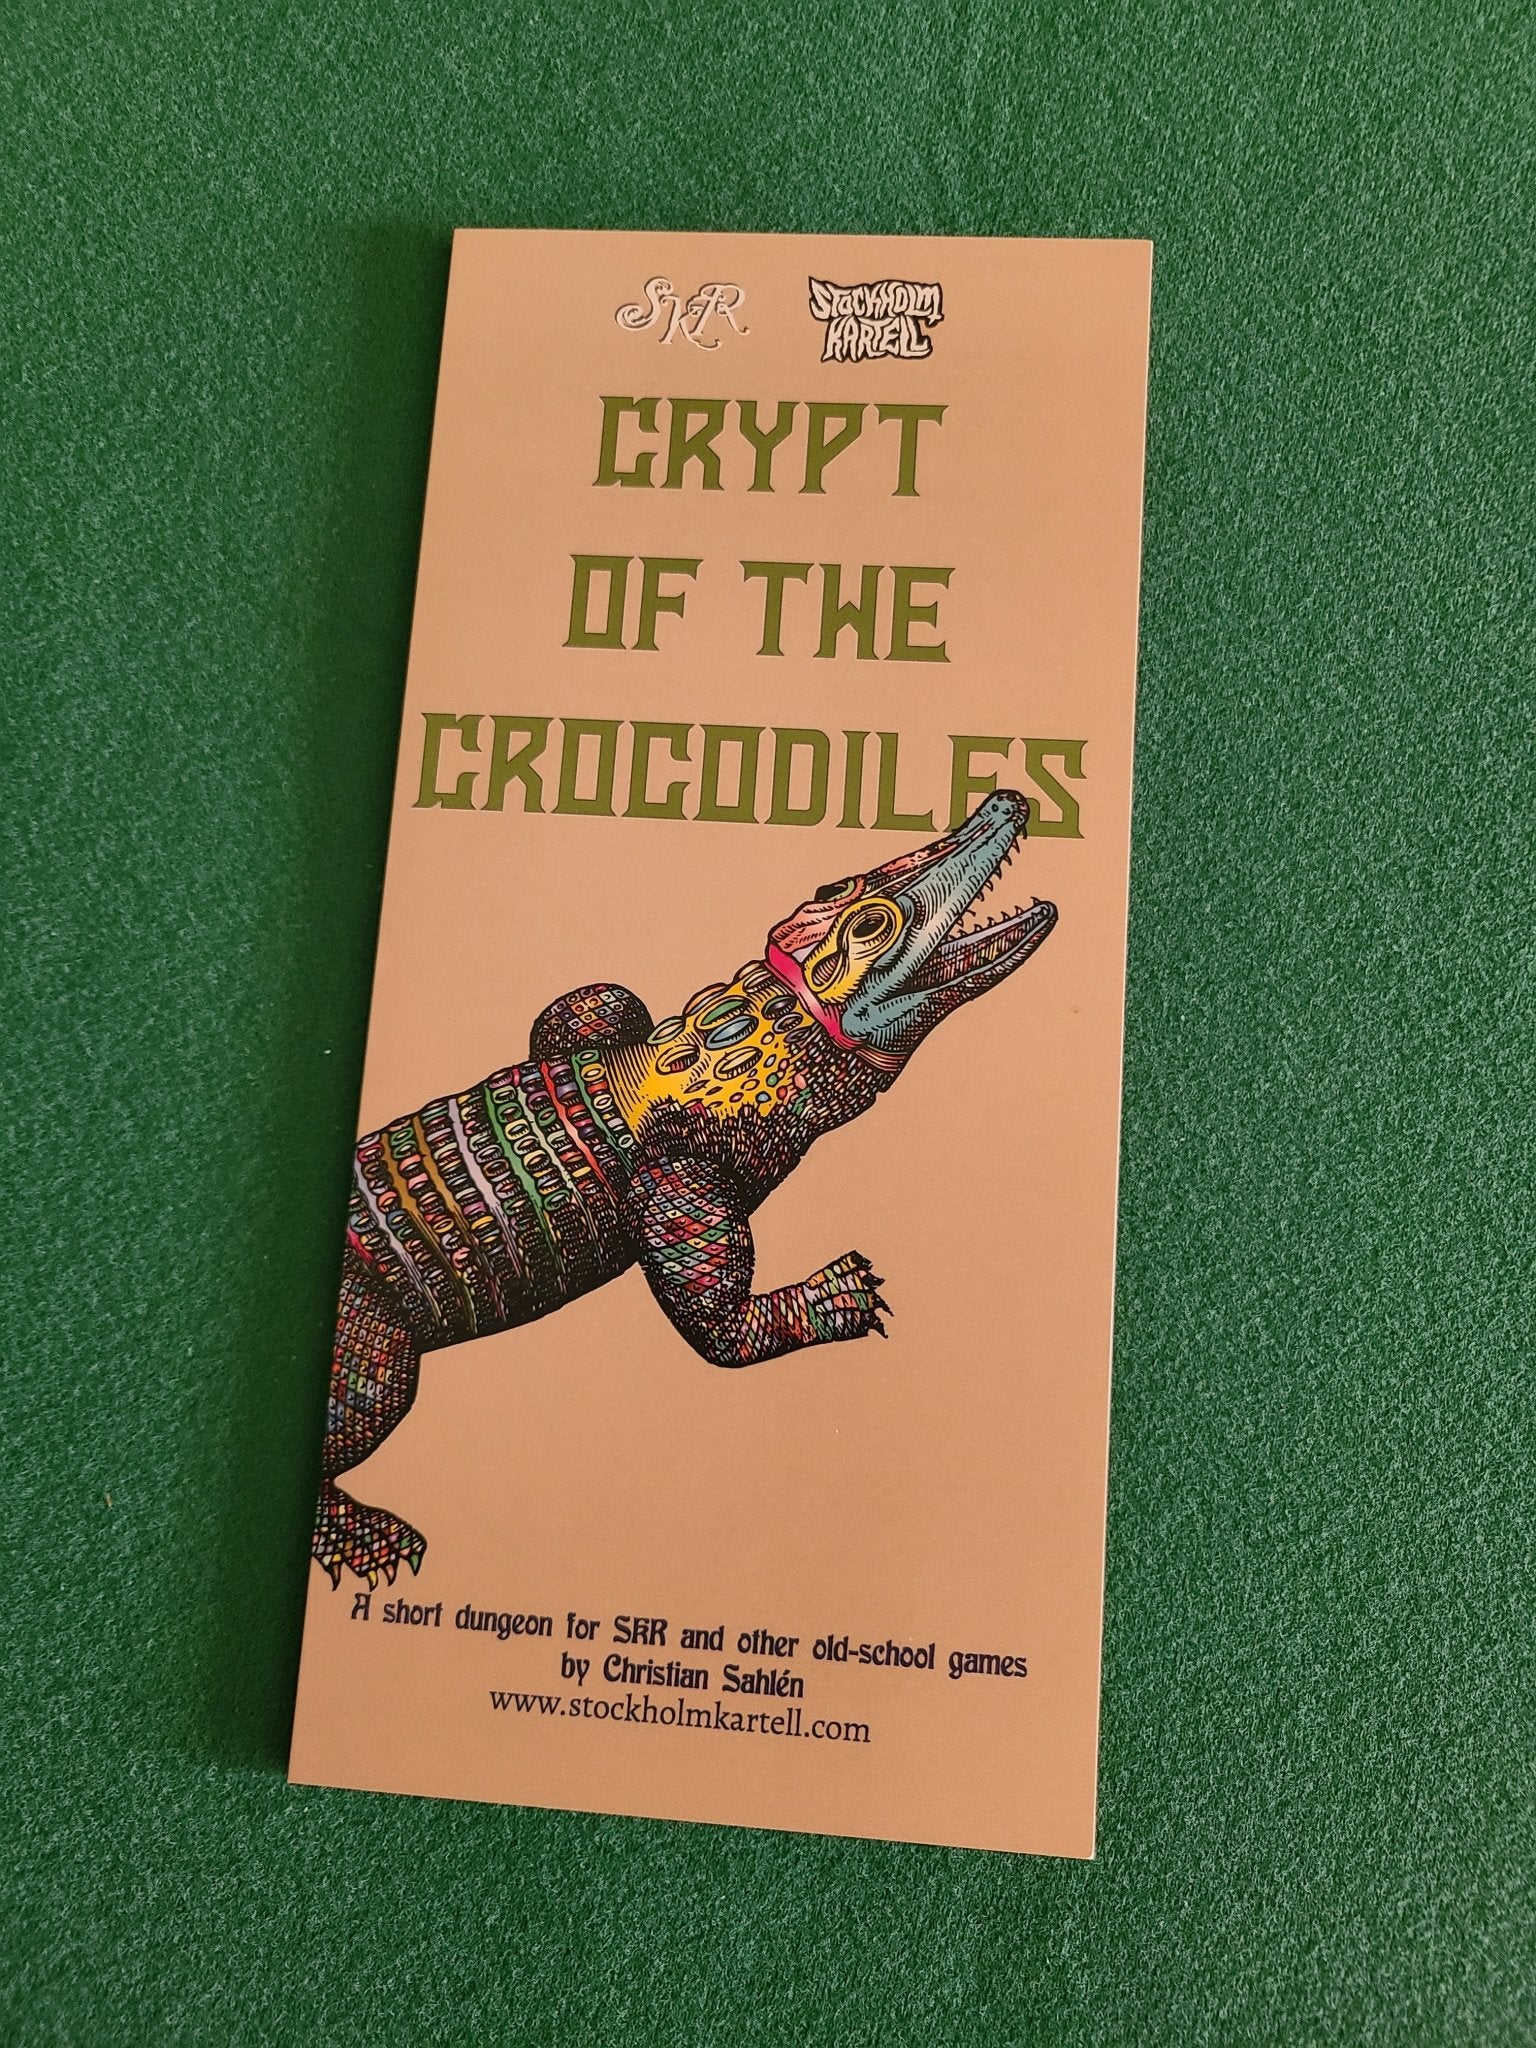 SKR
STOCKHOLM
KARTELL
CRYPT
OF THE
CROCODILES
A short dungeon for SKR and other old-school games
by Christian Sahlén
www.stockholmkartell.com